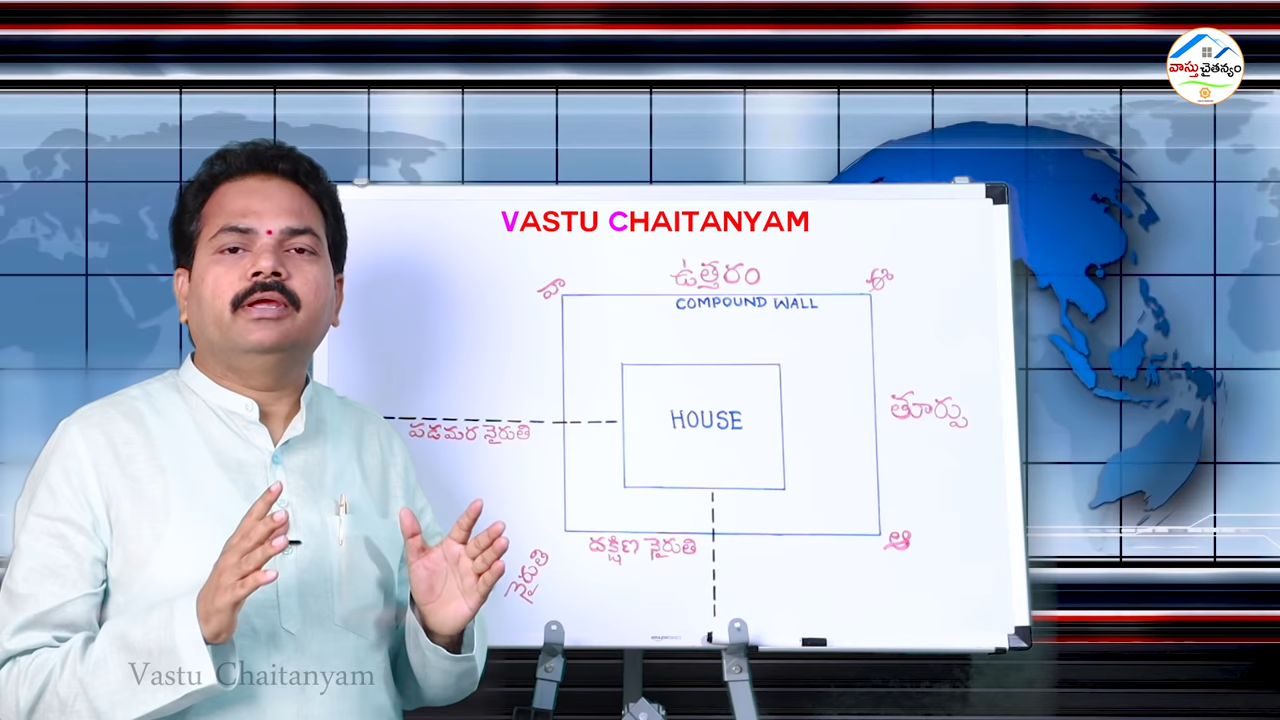 వాస్తు చైతన్యం
VASTU CHAITANYAM
ఉత్తరం
వా
ఈ
COMPOUND WALL
HOUSE
తూర్పు
పడమర నైరుతి
దక్షిణ నైరుతి
ఆ
నైరుతి
Vastu Chaitanyam